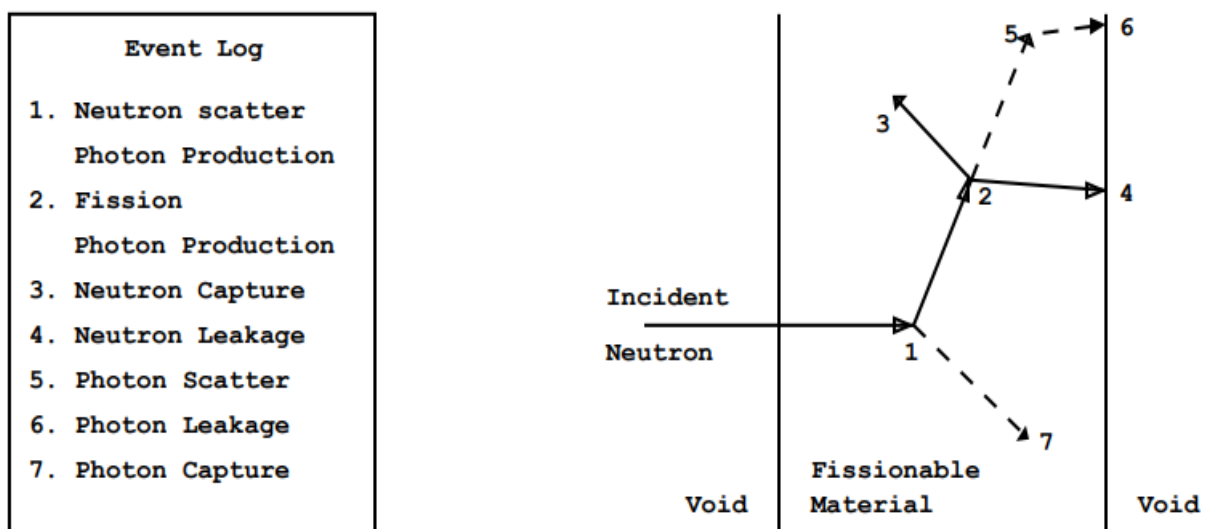 Event Log
1. Neutron scatter
Photon Production
2. Fission
Photon Production
3. Neutron Capture
4. Neutron Leakage
5. Photon Scatter
6. Photon Leakage
7. Photon Capture
5
6
3
2
4
Incident
Neutron
1
7
Fissionable
Void
Material
Void